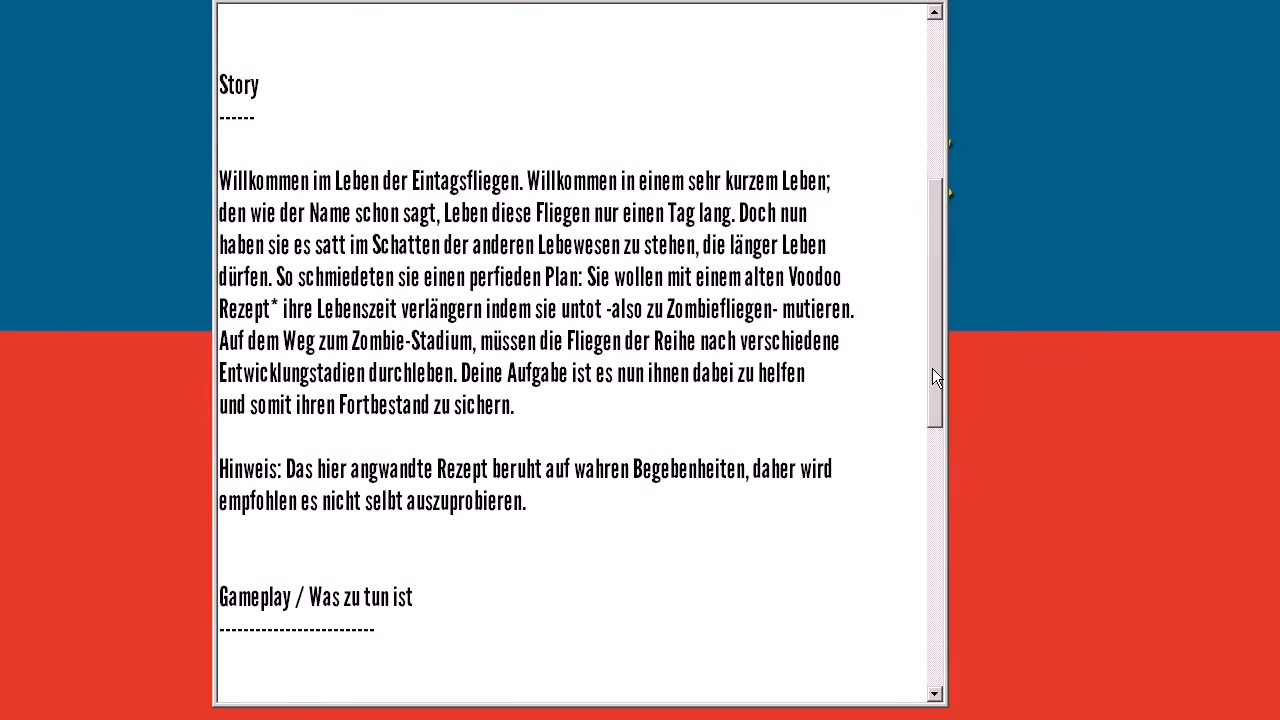 Story
------
Willkommen im Leben der Eintagsfliegen. Willkommen in einem sehr kurzem Leben;
den wie der Name schon sagt, Leben diese Fliegen nur einen Tag lang. Doch nun
haben sie es satt im Schatten der anderen Lebewesen zu stehen, die länger Leben
dürfen. So schmiedeten sie einen perfieden Plan: Sie wollen mit einem alten Voodoo
Rezept* ihre Lebenszeit verlängern indem sie untot -also zu Zombiefliegen- mutieren.
Auf dem Weg zum Zombie-Stadium, müssen die Fliegen der Reihe nach verschiedene
Entwicklungstadien durchleben. Deine Aufgabe ist es nun ihnen dabei zu helfen
und somit ihren Fortbestand zu sichern.
Hinweis: Das hier angwandte Rezept beruht auf wahren Begebenheiten, daher wird
empfohlen es nicht selbt auszuprobieren.
Gameplay / Was zu tun ist
--------------------------